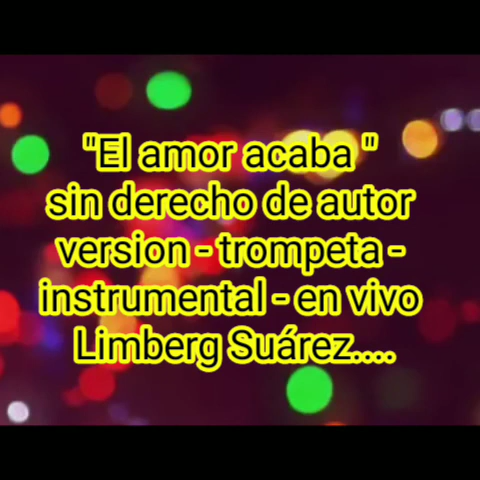 "El amor acaba "
sin derecho de autor
version - trompeta -
instrumental - en vivo
Limberg Suárez....